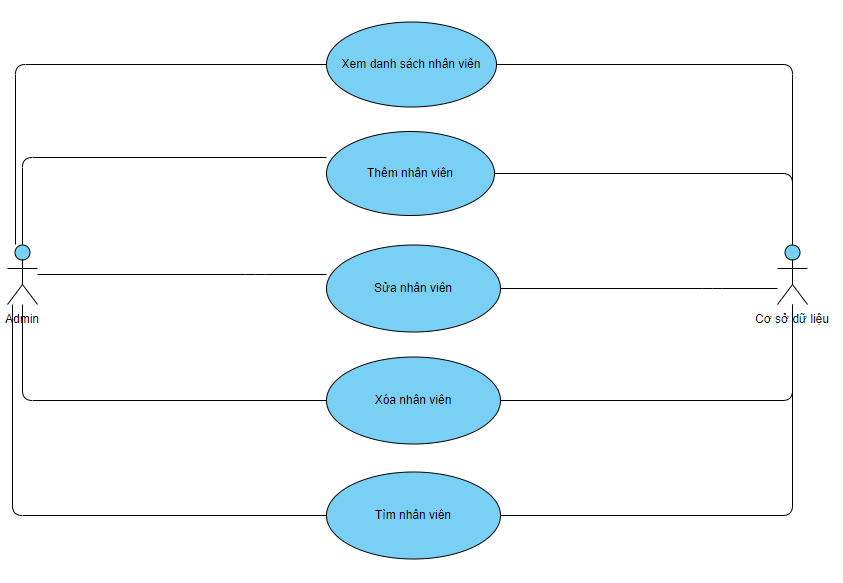 Xem danh sách nhân viên
Thêm nhân viên
Sửa nhân viên
Admin
Cơ sở dữ liệu
Xóa nhân viên
Tìm nhân viên